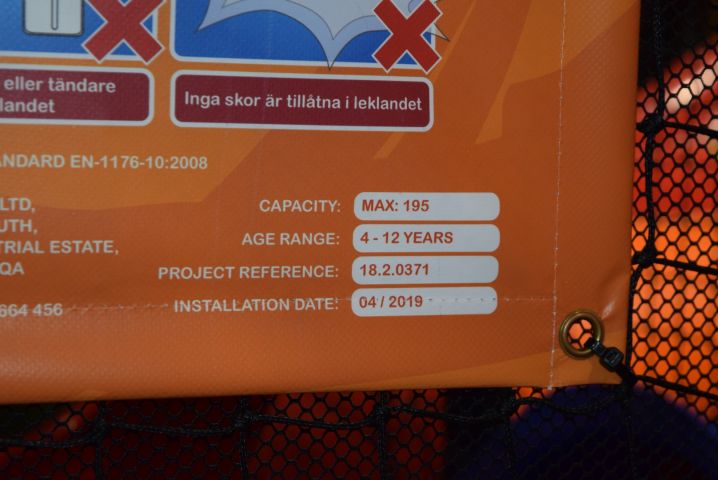 eller tändare
landet
Inga skor är tillåtna i leklandet
ANDARD EN-1176-10:2008
LTD,
UTH,
TRIAL ESTATE,
QA
664 456
CAPACITY: MAX: 195
AGE RANGE: 4 - 12 YEARS
PROJECT REFERENCE: 18.2.0371
INSTALLATION DATE: 04 / 2019